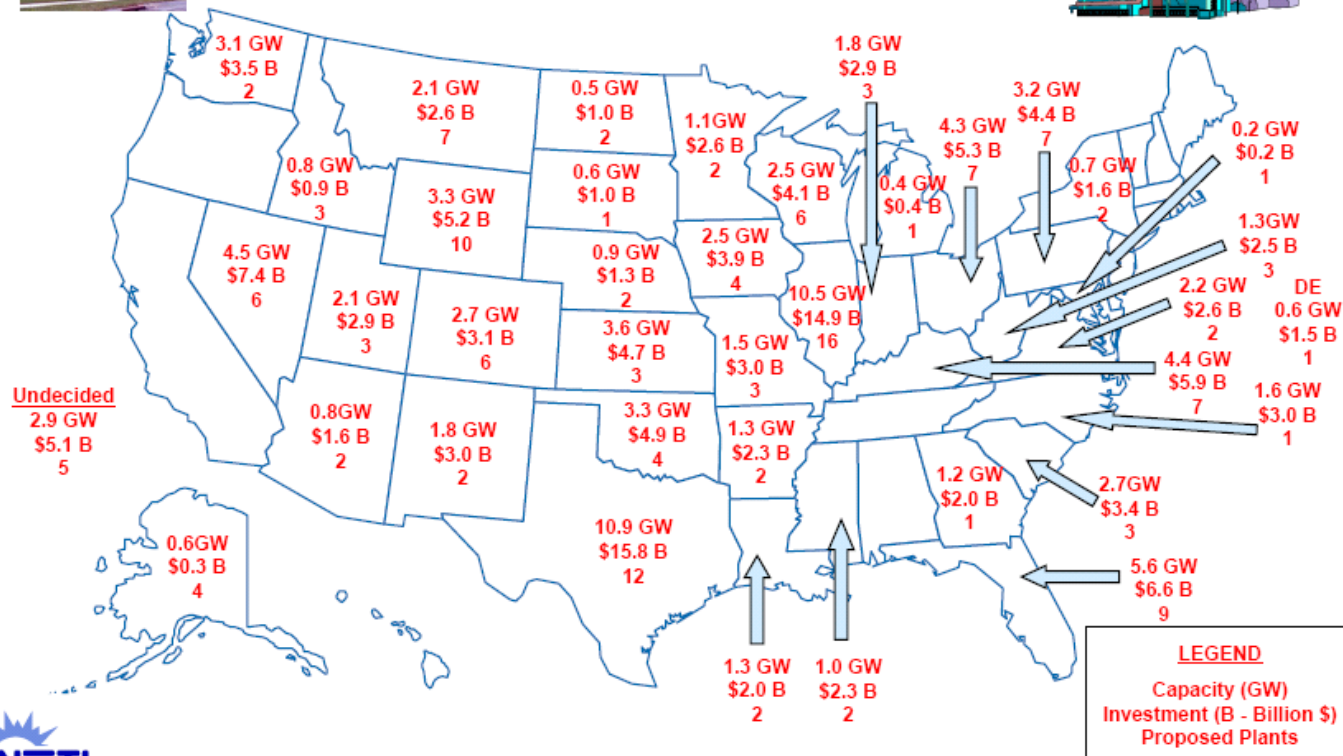 3.1 GW
$3.5 B
2
2.1 GW
$2.6 B
7
0.5 GW
$1.0 B
2
1.1GW
$2.6 B
2
1.8 GW
$2.9 B
3
4.3 GW
$5.3 B
7
3.2 GW
$4.4 B
7
0.2 GW
$0.2 B
1
0.8 GW
$0.9 B
3
3.3 GW
$5.2 B
10
0.6 GW
$1.0 B
1
2.5 GW
$4.1 B
6
0.4 GW
$0.4 B
1
0.7 GW
$1.6 B
2
1.3GW
$2.5 B
3
4.5 GW
$7.4 B
6
2.1 GW
$2.9 B
3
2.7 GW
$3.1 B
6
0.9 GW
$1.3 B
2
2.5 GW
$3.9 B
4
10.5 GW
$14.9 B
16
2.2 GW
$2.6 B
2
DE
0.6 GW
$1.5 B
1
3.6 GW
$4.7 B
3
1.5 GW
$3.0 B
3
4.4 GW
$5.9 B
7
1.6 GW
$3.0 B
1
Undecided
2.9 GW
$5.1 B
5
0.8GW
$1.6 B
2
1.8 GW
$3.0 B
2
3.3 GW
$4.9 B
4
1.3 GW
$2.3 B
2
1.2 GW
$2.0 B
1
2.7GW
$3.4 B
3
0.6GW
$0.3 B
4
10.9 GW
$15.8 B
12
5.6 GW
$6.6 B
9
1.3 GW
$2.0 B
2
1.0 GW
$2.3 B
2
LEGEND
Capacity (GW)
Investment (B - Billion $)
Proposed Plants